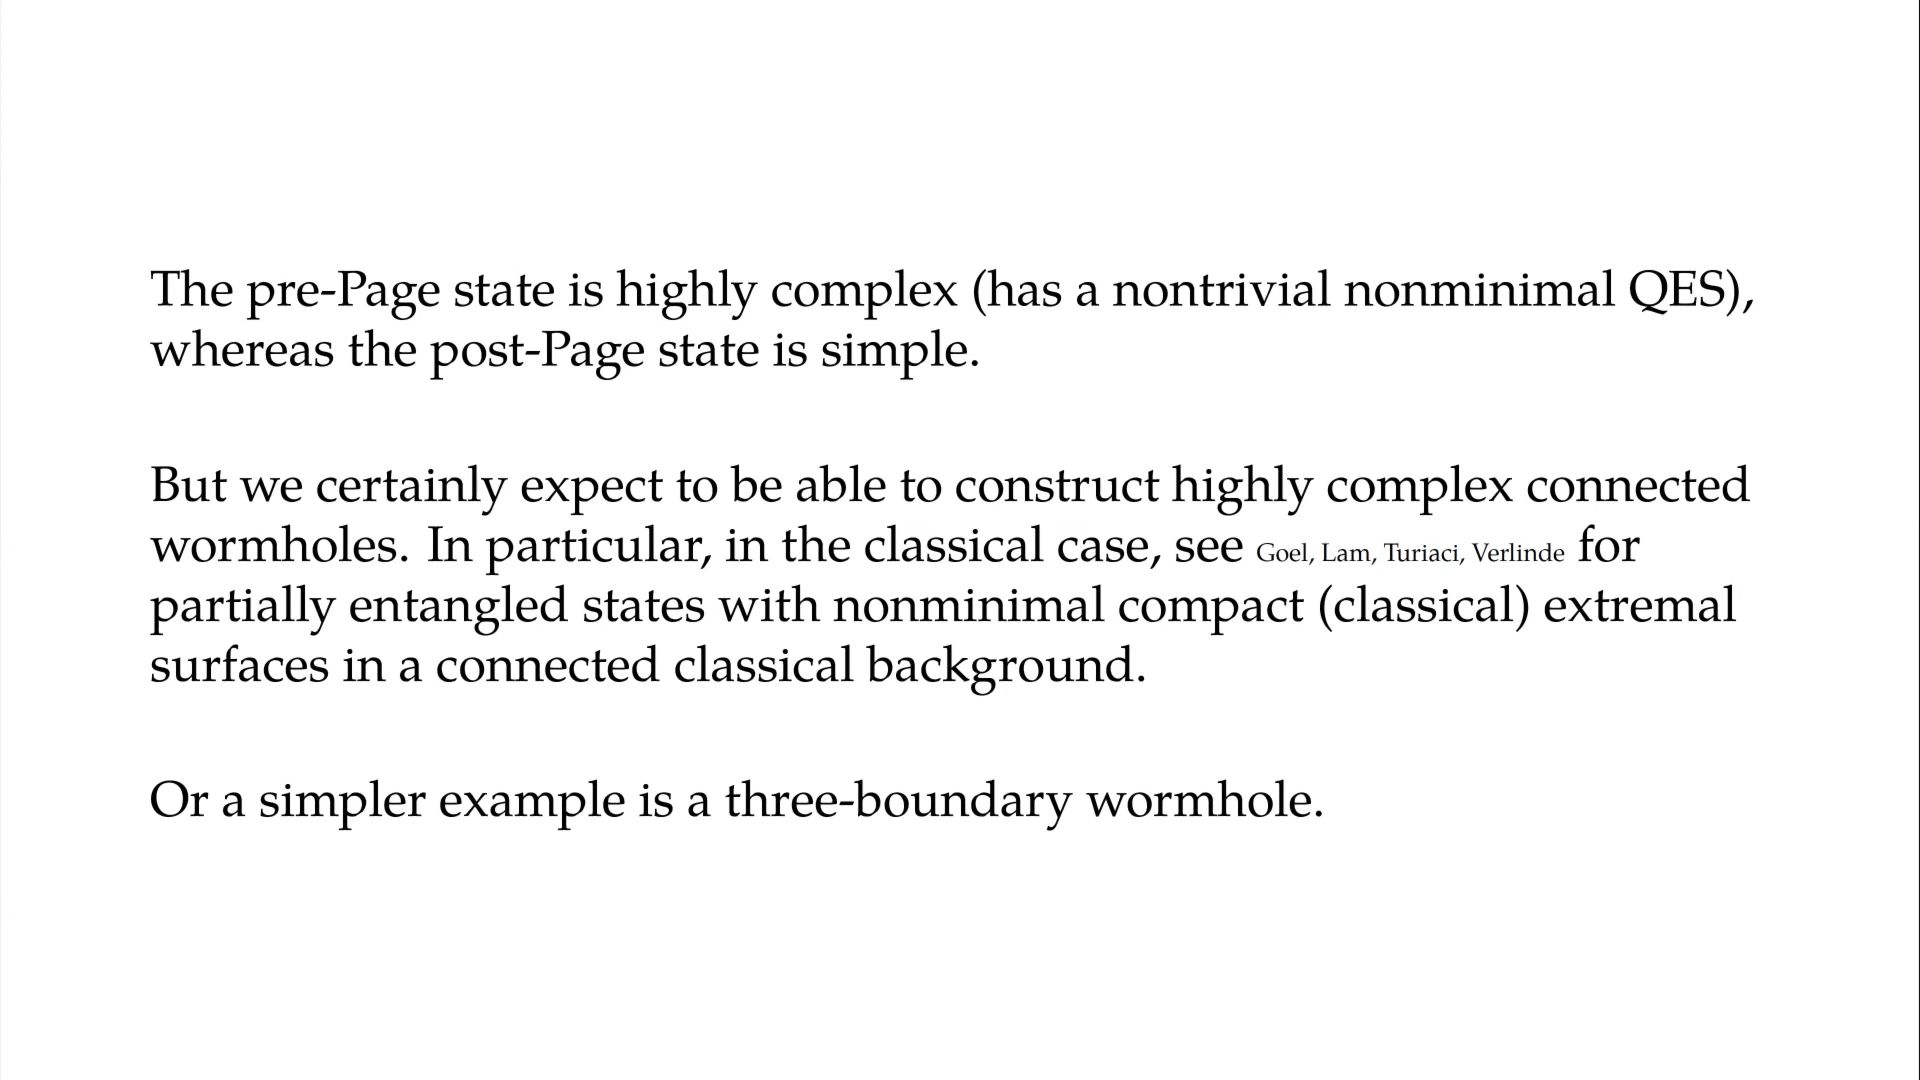 The pre-Page state is highly complex (has a nontrivial nonminimal QES),
whereas the post-Page state is simple.
But we certainly expect to be able to construct highly complex connected
wormholes. In particular, in the classical case, see Goel, Lam, Turiaci, Verlinde for
partially entangled states with nonminimal compact (classical) extremal
surfaces in a connected classical background.
Or a simpler example is a three-boundary wormhole.